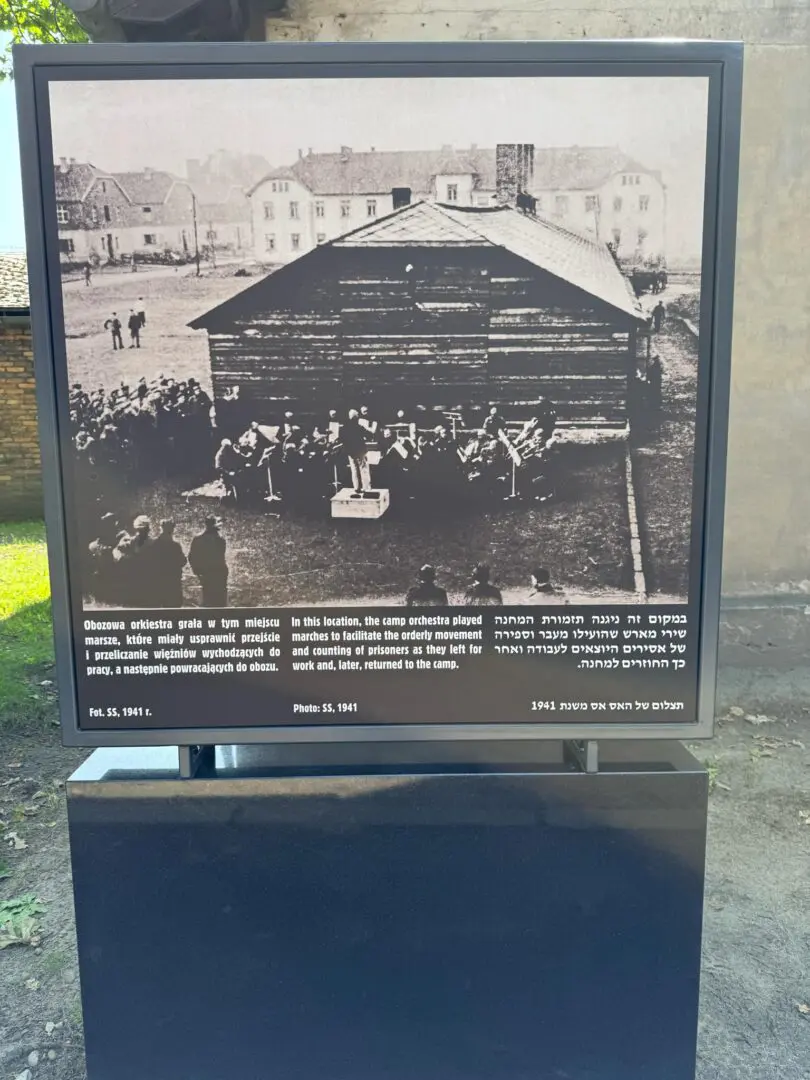 Obozowa orkiestra grała w tym miejscu
marsze, które miały usprawnić przejście
i przeliczanie więźniów wychodzących do
pracy, a następnie powracających do obozu.
Fot. SS, 1941 r.
In this location, the camp orchestra played
marches to facilitate the orderly movement
and counting of prisoners as they left for
work and, later, returned to the camp.
Photo: SS, 1941
במקום זה ניגנה תזמורת המחנה
שירי מארש שהועילו מעבר וספירה
של אסירים היוצאים לעבודה ואחר
כך החוזרים למחנה.
תצלום של האס אס משנת 1941